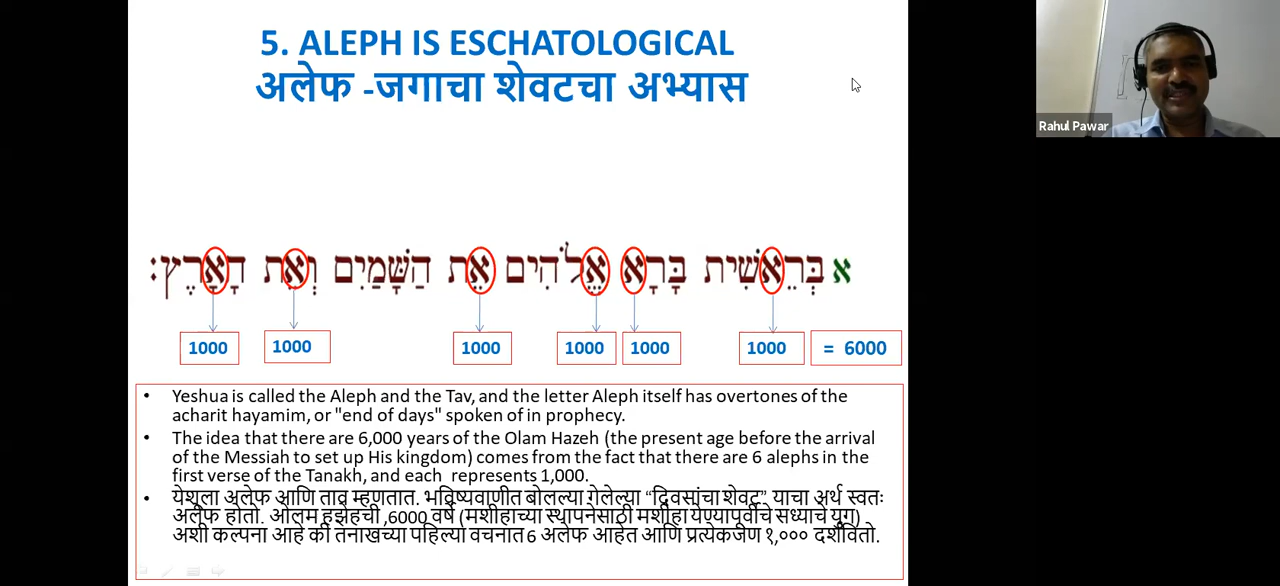 5. ALEPH IS ESCHATOLOGICAL
अलेफ -जगाचा शेवटचा अभ्यास
Rahul Pawar
א בְּרֵאשִׁית בָּרָא אֱלֹהִים אֵת הַשָּׁמַיִם וְאֵת הָאָרֶץ׃
1000 1000 1000 1000 1000 1000 = 6000
• Yeshua is called the Aleph and the Tav, and the letter Aleph itself has overtones of the
acharit hayamim, or "end of days" spoken of in prophecy.
• The idea that there are 6,000 years of the Olam Hazeh (the present age before the arrival
of the Messiah to set up His kingdom) comes from the fact that there are 6 alephs in the
first verse of the Tanakh, and each represents 1,000.
• येशूला अलेफ आणि ताव म्हणतात. भविष्यवाणीत बोलल्या गेलेल्या “दिवसांचा शेवट” याचा अर्थ स्वतः
अलेफ होतो. ओलम हझेहची ,6000 वर्षे (मशीहाच्या स्थापनेसाठी मशीहा येण्यापूर्वीचे सध्याचे युग)
अशी कल्पना आहे की तनाखच्या पहिल्या वचनात 6 अलेफ आहेत आणि प्रत्येकजण १,००० दर्शवितो.